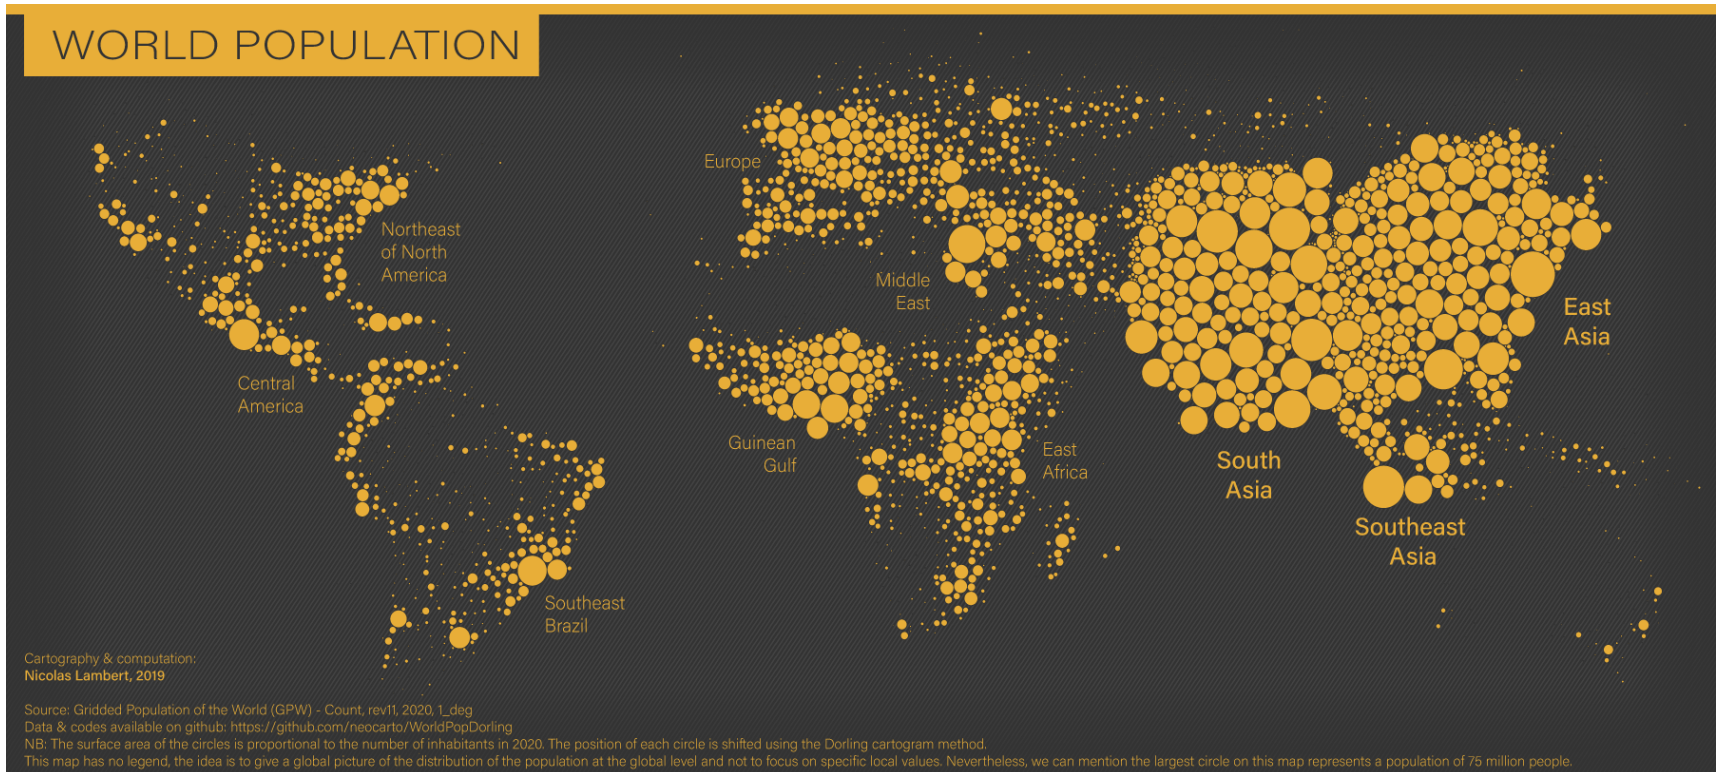 WORLD POPULATION
Europe
Northeast
of North
America
Middle
East
East
Asia
Central
America
Guinean
Gulf
East
Africa
South
Asia
Southeast
Asia
Southeast
Brazil
Cartography & computation:
Nicolas Lambert, 2019
Source: Gridded Population of the World (GPW) - Count, rev11, 2020, 1_deg
Data & codes available on github: https://github.com/neocarto/WorldPopDorling
NB: The surface area of the circles is proportional to the number of inhabitants in 2020. The position of each circle is shifted using the Dorling cartogram method.
This map has no legend, the idea is to give a global picture of the distribution of the population at the global level and not to focus on specific local values. Nevertheless, we can mention the largest circle on this map represents a population of 75 million people.